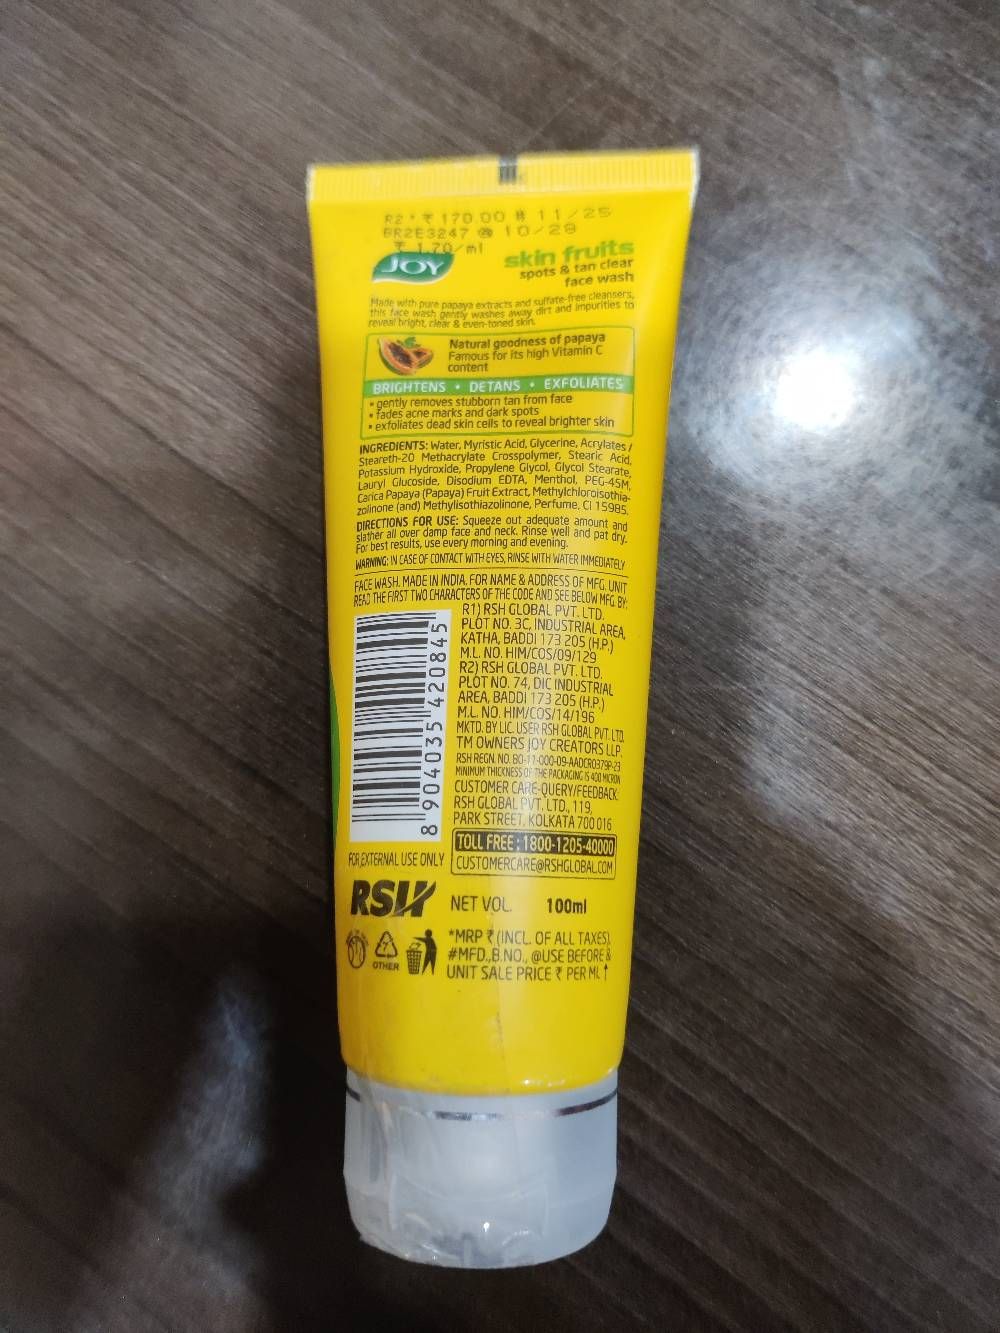 R2 * ₹ 170.00 # 11/25
BR2E3247 @ 10/28
₹ 1.70/ml
JOY
skin fruits
spots & tan clear
face wash
Made with pure papaya extracts and sulfate-free cleansers,
this face wash gently washes away dirt and impurities to
reveal bright, clear & even-toned skin.
Natural goodness of papaya
Famous for its high Vitamin C
content
BRIGHTENS • DETANS • EXFOLIATES
• gently removes stubborn tan from face
• fades acne marks and dark spots
• exfoliates dead skin cells to reveal brighter skin
INGREDIENTS: Water, Myristic Acid, Glycerine, Acrylates /
Steareth-20 Methacrylate Crosspolymer, Stearic Acid,
Potassium Hydroxide, Propylene Glycol, Glycol Stearate,
Lauryl Glucoside, Disodium EDTA, Menthol, PEG-45M,
Carica Papaya (Papaya) Fruit Extract, Methylchloroisothia-
zolinone (and) Methylisothiazolinone, Perfume, CI 15985.
DIRECTIONS FOR USE: Squeeze out adequate amount and
slather all over damp face and neck. Rinse well and pat dry.
For best results, use every morning and evening.
WARNING: IN CASE OF CONTACT WITH EYES, RINSE WITH WATER IMMEDIATELY
FACE WASH. MADE IN INDIA. FOR NAME & ADDRESS OF MFG. UNIT
READ THE FIRST TWO CHARACTERS OF THE CODE AND SEE BELOW MFG. BY:
R1) RSH GLOBAL PVT. LTD.
PLOT NO. 3C, INDUSTRIAL AREA,
KATHA, BADDI 173 205 (H.P.)
M.L. NO. HIM/COS/09/129
R2) RSH GLOBAL PVT. LTD.
PLOT NO. 74, DIC INDUSTRIAL
AREA, BADDI 173 205 (H.P.)
M.L. NO. HIM/COS/14/196
MKTD. BY LIC. USER RSH GLOBAL PVT. LTD.
TM OWNERS JOY CREATORS LLP.
RSH REGN. NO. BO-11-000-09-AADCR0379P-23
MINIMUM THICKNESS OF THE PACKAGING IS 400 MICRON
CUSTOMER CARE-QUERY/FEEDBACK:
RSH GLOBAL PVT. LTD., 119,
PARK STREET, KOLKATA 700 016
8 904035 420845
TOLL FREE : 1800-1205-40000
CUSTOMERCARE@RSHGLOBAL.COM
FOR EXTERNAL USE ONLY
RSH
NET VOL. 100ml
OTHER
*MRP ₹ (INCL. OF ALL TAXES),
#MFD.,B.NO., @USE BEFORE &
UNIT SALE PRICE ₹ PER ML ↑